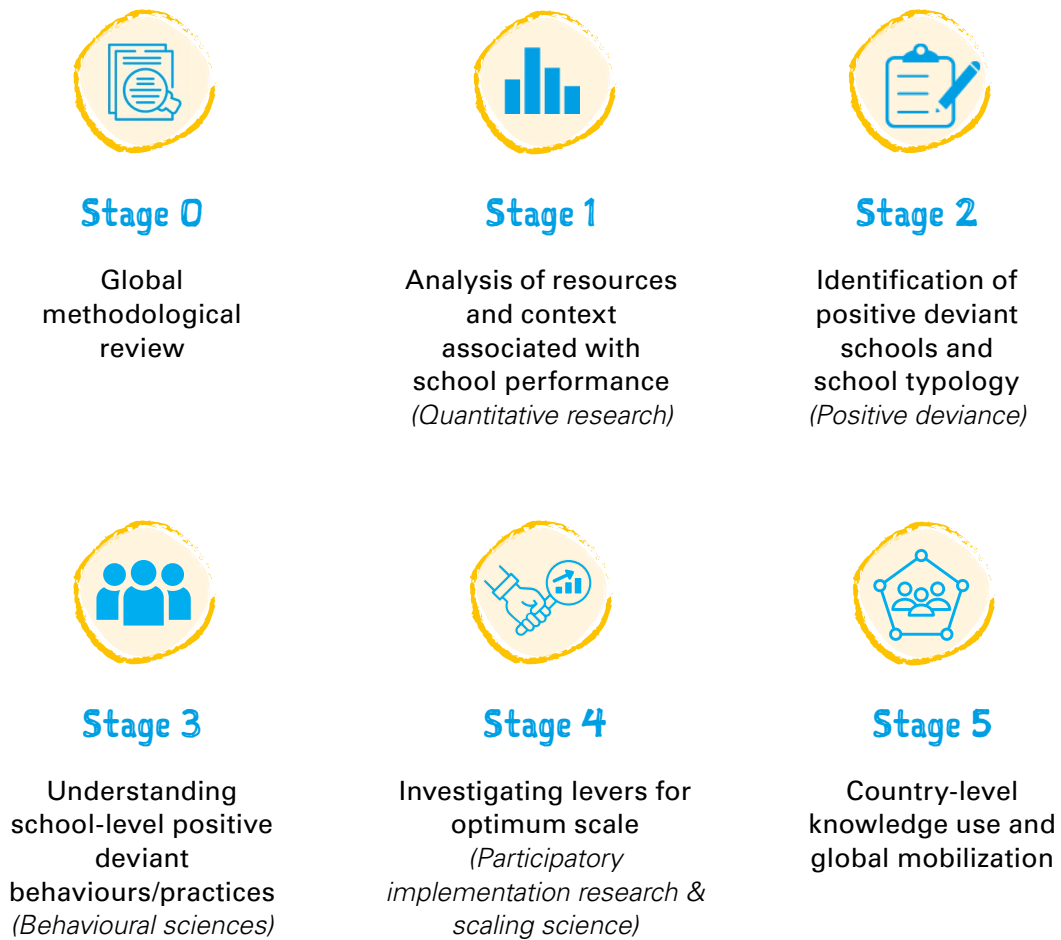 Stage 0
Global
methodological
review
Stage 1
Analysis of resources
and context
associated with
school performance
(Quantitative research)
Stage 2
Identification of
positive deviant
schools and
school typology
(Positive deviance)
Stage 3
Understanding
school-level positive
deviant
behaviours/practices
(Behavioural sciences)
Stage 4
Investigating levers for
optimum scale
(Participatory
implementation research &
scaling science)
Stage 5
Country-level
knowledge use and
global mobilization